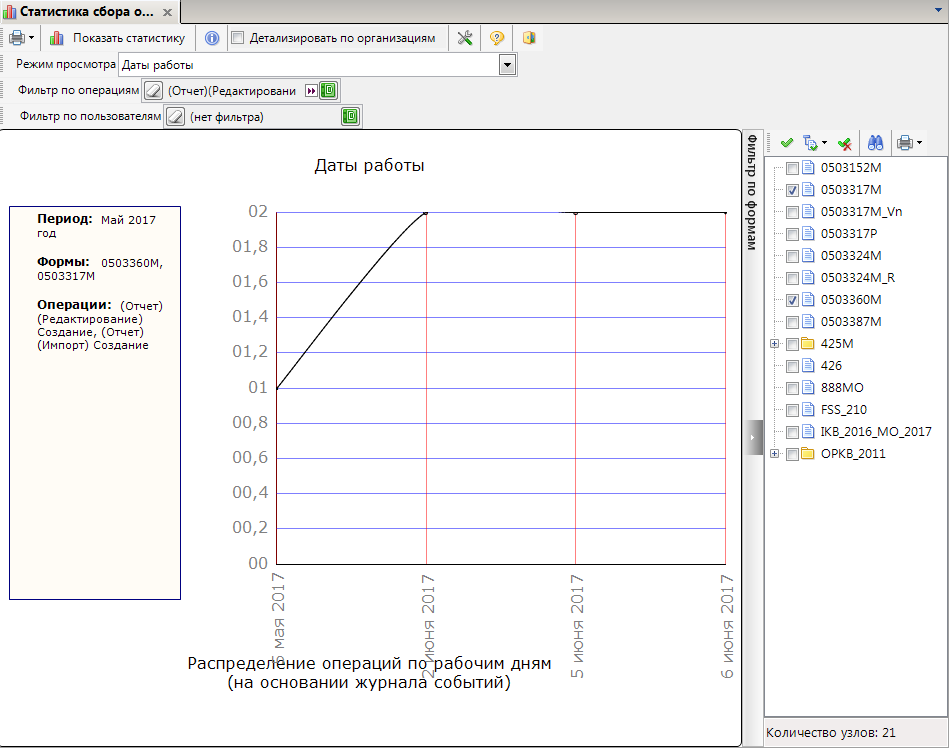 Статистика сбора о...
Показать статистику
Детализировать по организациям
Режим просмотра
Даты работы
Фильтр по операциям
(Отчет)(Редактировани
Фильтр по пользователям
(нет фильтра)
Даты работы
Период: Май 2017
год
Формы: 0503360M,
0503317M
Операции: (Отчет)
(Редактирование)
Создание, (Отчет)
(Импорт) Создание
02
01,8
01,6
01,4
01,2
01
00,8
00,6
00,4
00,2
00
мая 2017
2 июня 2017
5 июня 2017
6 июня 2017
Распределение операций по рабочим дням
(на основании журнала событий)
Фильтр по формам
0503152M
0503317M
0503317M_Vn
0503317P
0503324M
0503324M_R
0503360M
0503387M
425M
426
888MO
FSS_210
IKB_2016_MO_2017
OPKB_2011
Количество узлов: 21